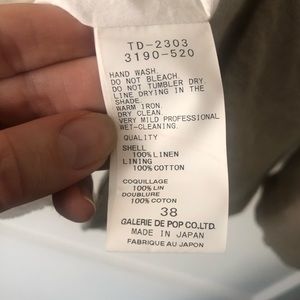 TD-2303
3190-520
HAND WASH.
DO NOT BLEACH.
DO NOT TUMBLER DRY.
LINE DRYING IN THE
SHADE.
WARM IRON.
DRY CLEAN.
VERY MILD PROFESSIONAL
WET-CLEANING.
QUALITY
SHELL
100% LINEN
LINING
100% COTTON
COQUILLAGE
100% LIN
DOUBLURE
100% COTON
38
GALERIE DE POP CO.LTD.
MADE IN JAPAN
FABRIQUE AU JAPON